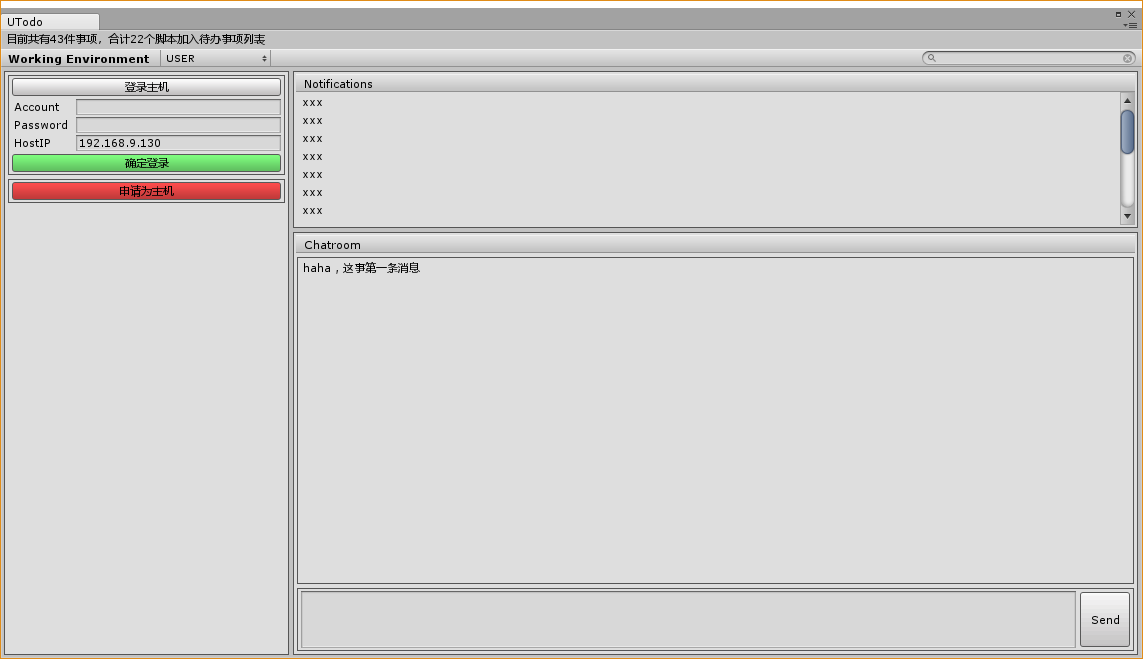 UTodo
目前共有43件事项，合计22个脚本加入待办事项列表
Working Environment USER
登录主机
Account
Password
HostIP 192.168.9.130
确定登录
申请为主机
Notifications
xxx
xxx
xxx
xxx
xxx
xxx
xxx
Chatroom
haha，这事第一条消息
Send